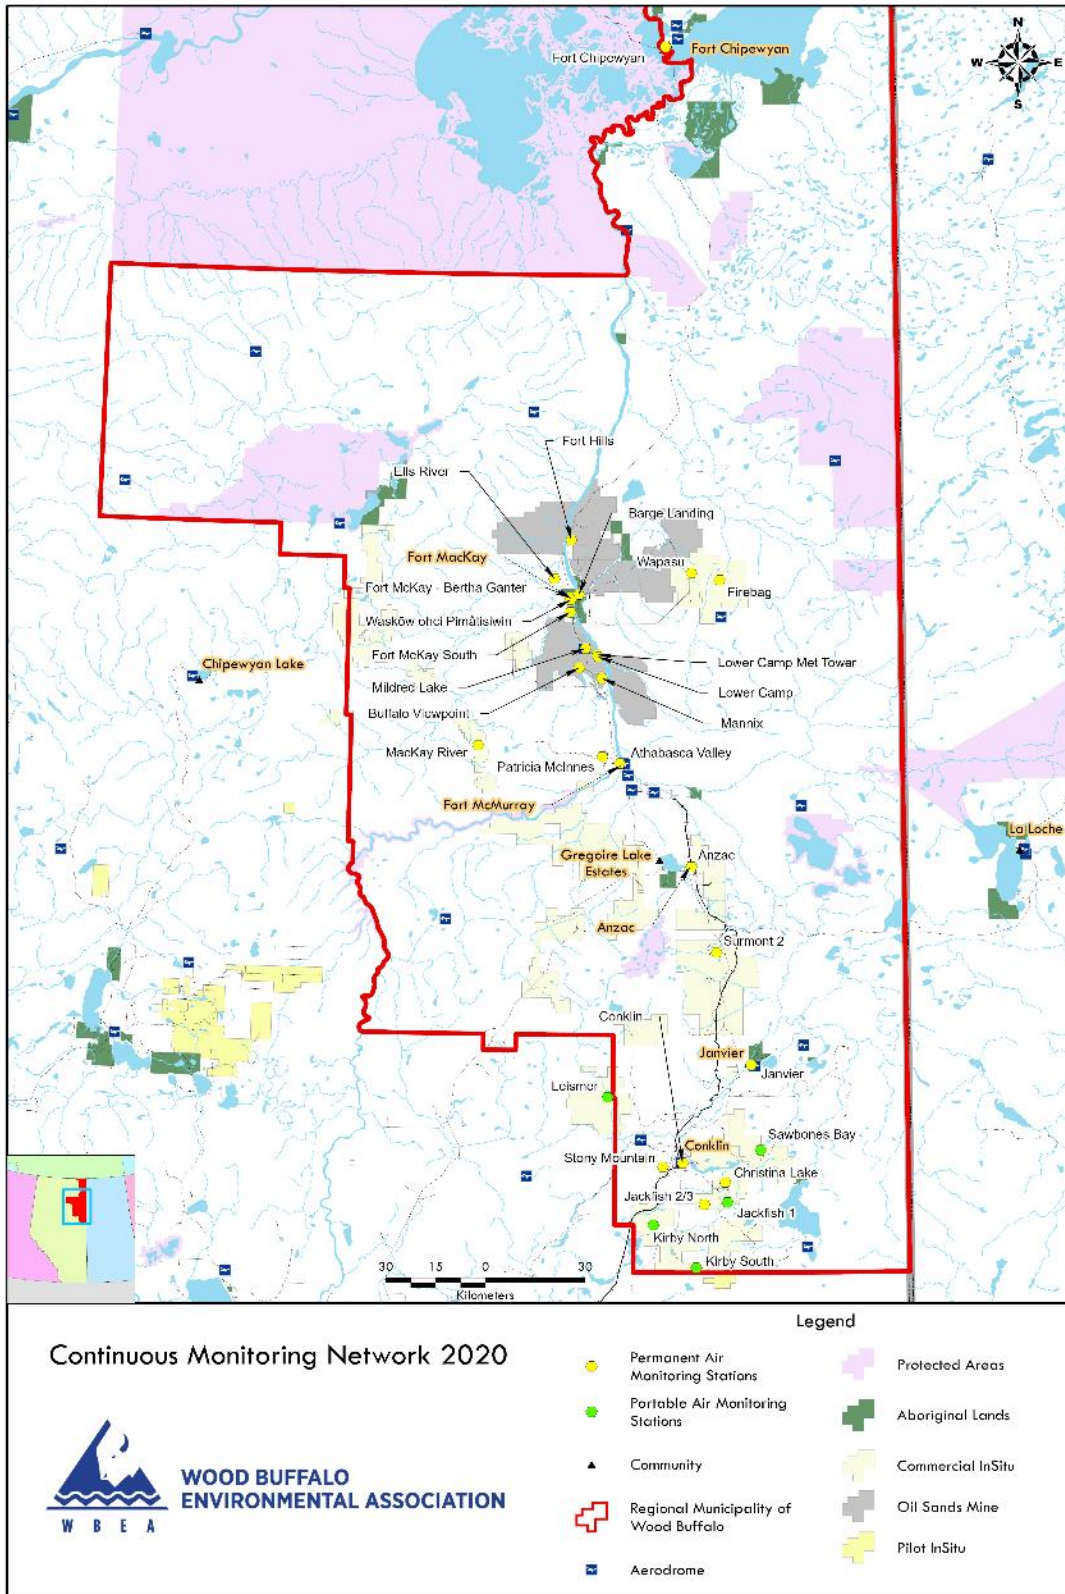 N
W
E
S
Fort Chipewyan
Fort Chipewyan
Fort Hills
Ells River
Barge Landing
Fort MacKay
Wapasu
Fort McKay - Bertha Ganter
Firebag
Waskōw ohci Pimâtisiwin
Fort McKay South
Lower Camp Met Tower
Chipewyan Lake
Mildred Lake
Lower Camp
Buffalo Viewpoint
Mannix
MacKay River
Athabasca Valley
Patricia McInnes
Fort McMurray
La Loche
Gregoire Lake
Estates
Anzac
Anzac
Surmont 2
Conklin
Janvier
Janvier
Leismer
Sawbones Bay
Conklin
Stony Mountain
Christina Lake
Jackfish 2/3
Jackfish 1
Kirby North
Kirby South
30 15 0 30
Kilometers
Continuous Monitoring Network 2020
WOOD BUFFALO
ENVIRONMENTAL ASSOCIATION
W B E A
Legend
Permanent Air
Monitoring Stations
Portable Air Monitoring
Stations
Community
Regional Municipality of
Wood Buffalo
Aerodrome
Protected Areas
Aboriginal Lands
Commercial InSitu
Oil Sands Mine
Pilot InSitu